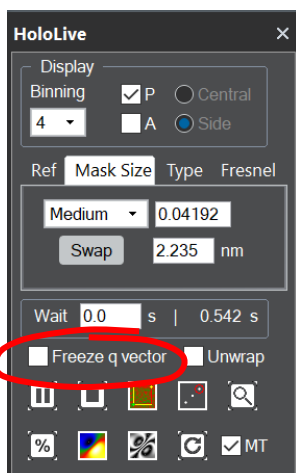 HoloLive ×
Display
Binning P Central
4 A Side
Ref Mask Size Type Fresnel
Medium 0.04192
Swap 2.235 nm
Wait 0.0 s | 0.542 s
Freeze q vector Unwrap
% % C MT